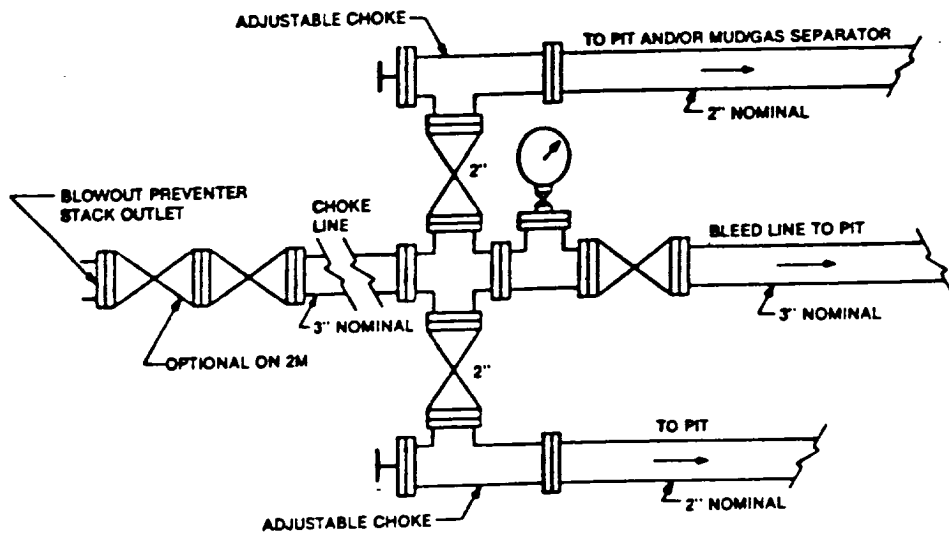 ADJUSTABLE CHOKE
TO PIT AND/OR MUD/GAS SEPARATOR
2" NOMINAL
2"
BLOWOUT PREVENTER
STACK OUTLET
CHOKE
LINE
BLEED LINE TO PIT
3" NOMINAL
3" NOMINAL
OPTIONAL ON 2M
2"
TO PIT
2" NOMINAL
ADJUSTABLE CHOKE